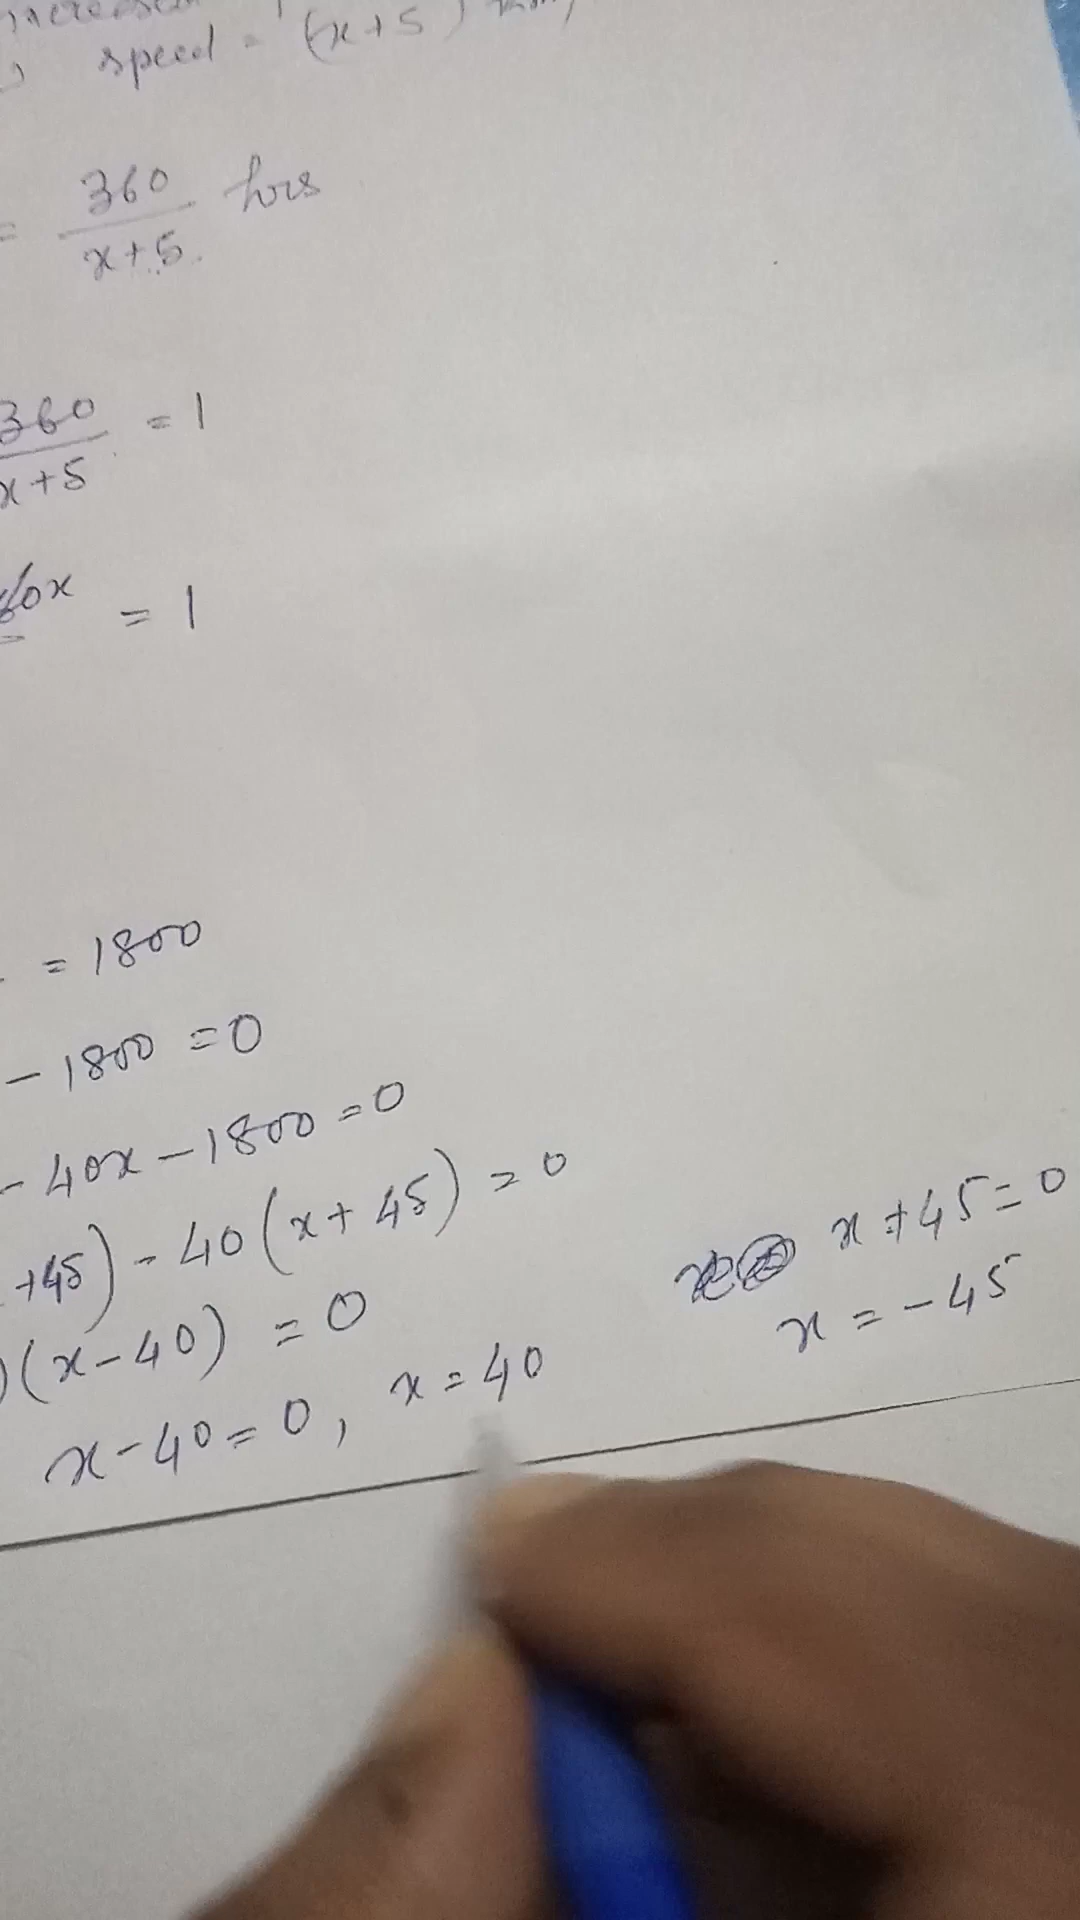 speed = (x+5)
= 360/x+5 hrs
360/x+5 = 1
= 1
= 1800
- 1800 = 0
- 40x - 1800 = 0
+45) - 40(x + 45) = 0
)(x-40) = 0
x + 45 = 0
x - 40 = 0, x = 40
x = -45